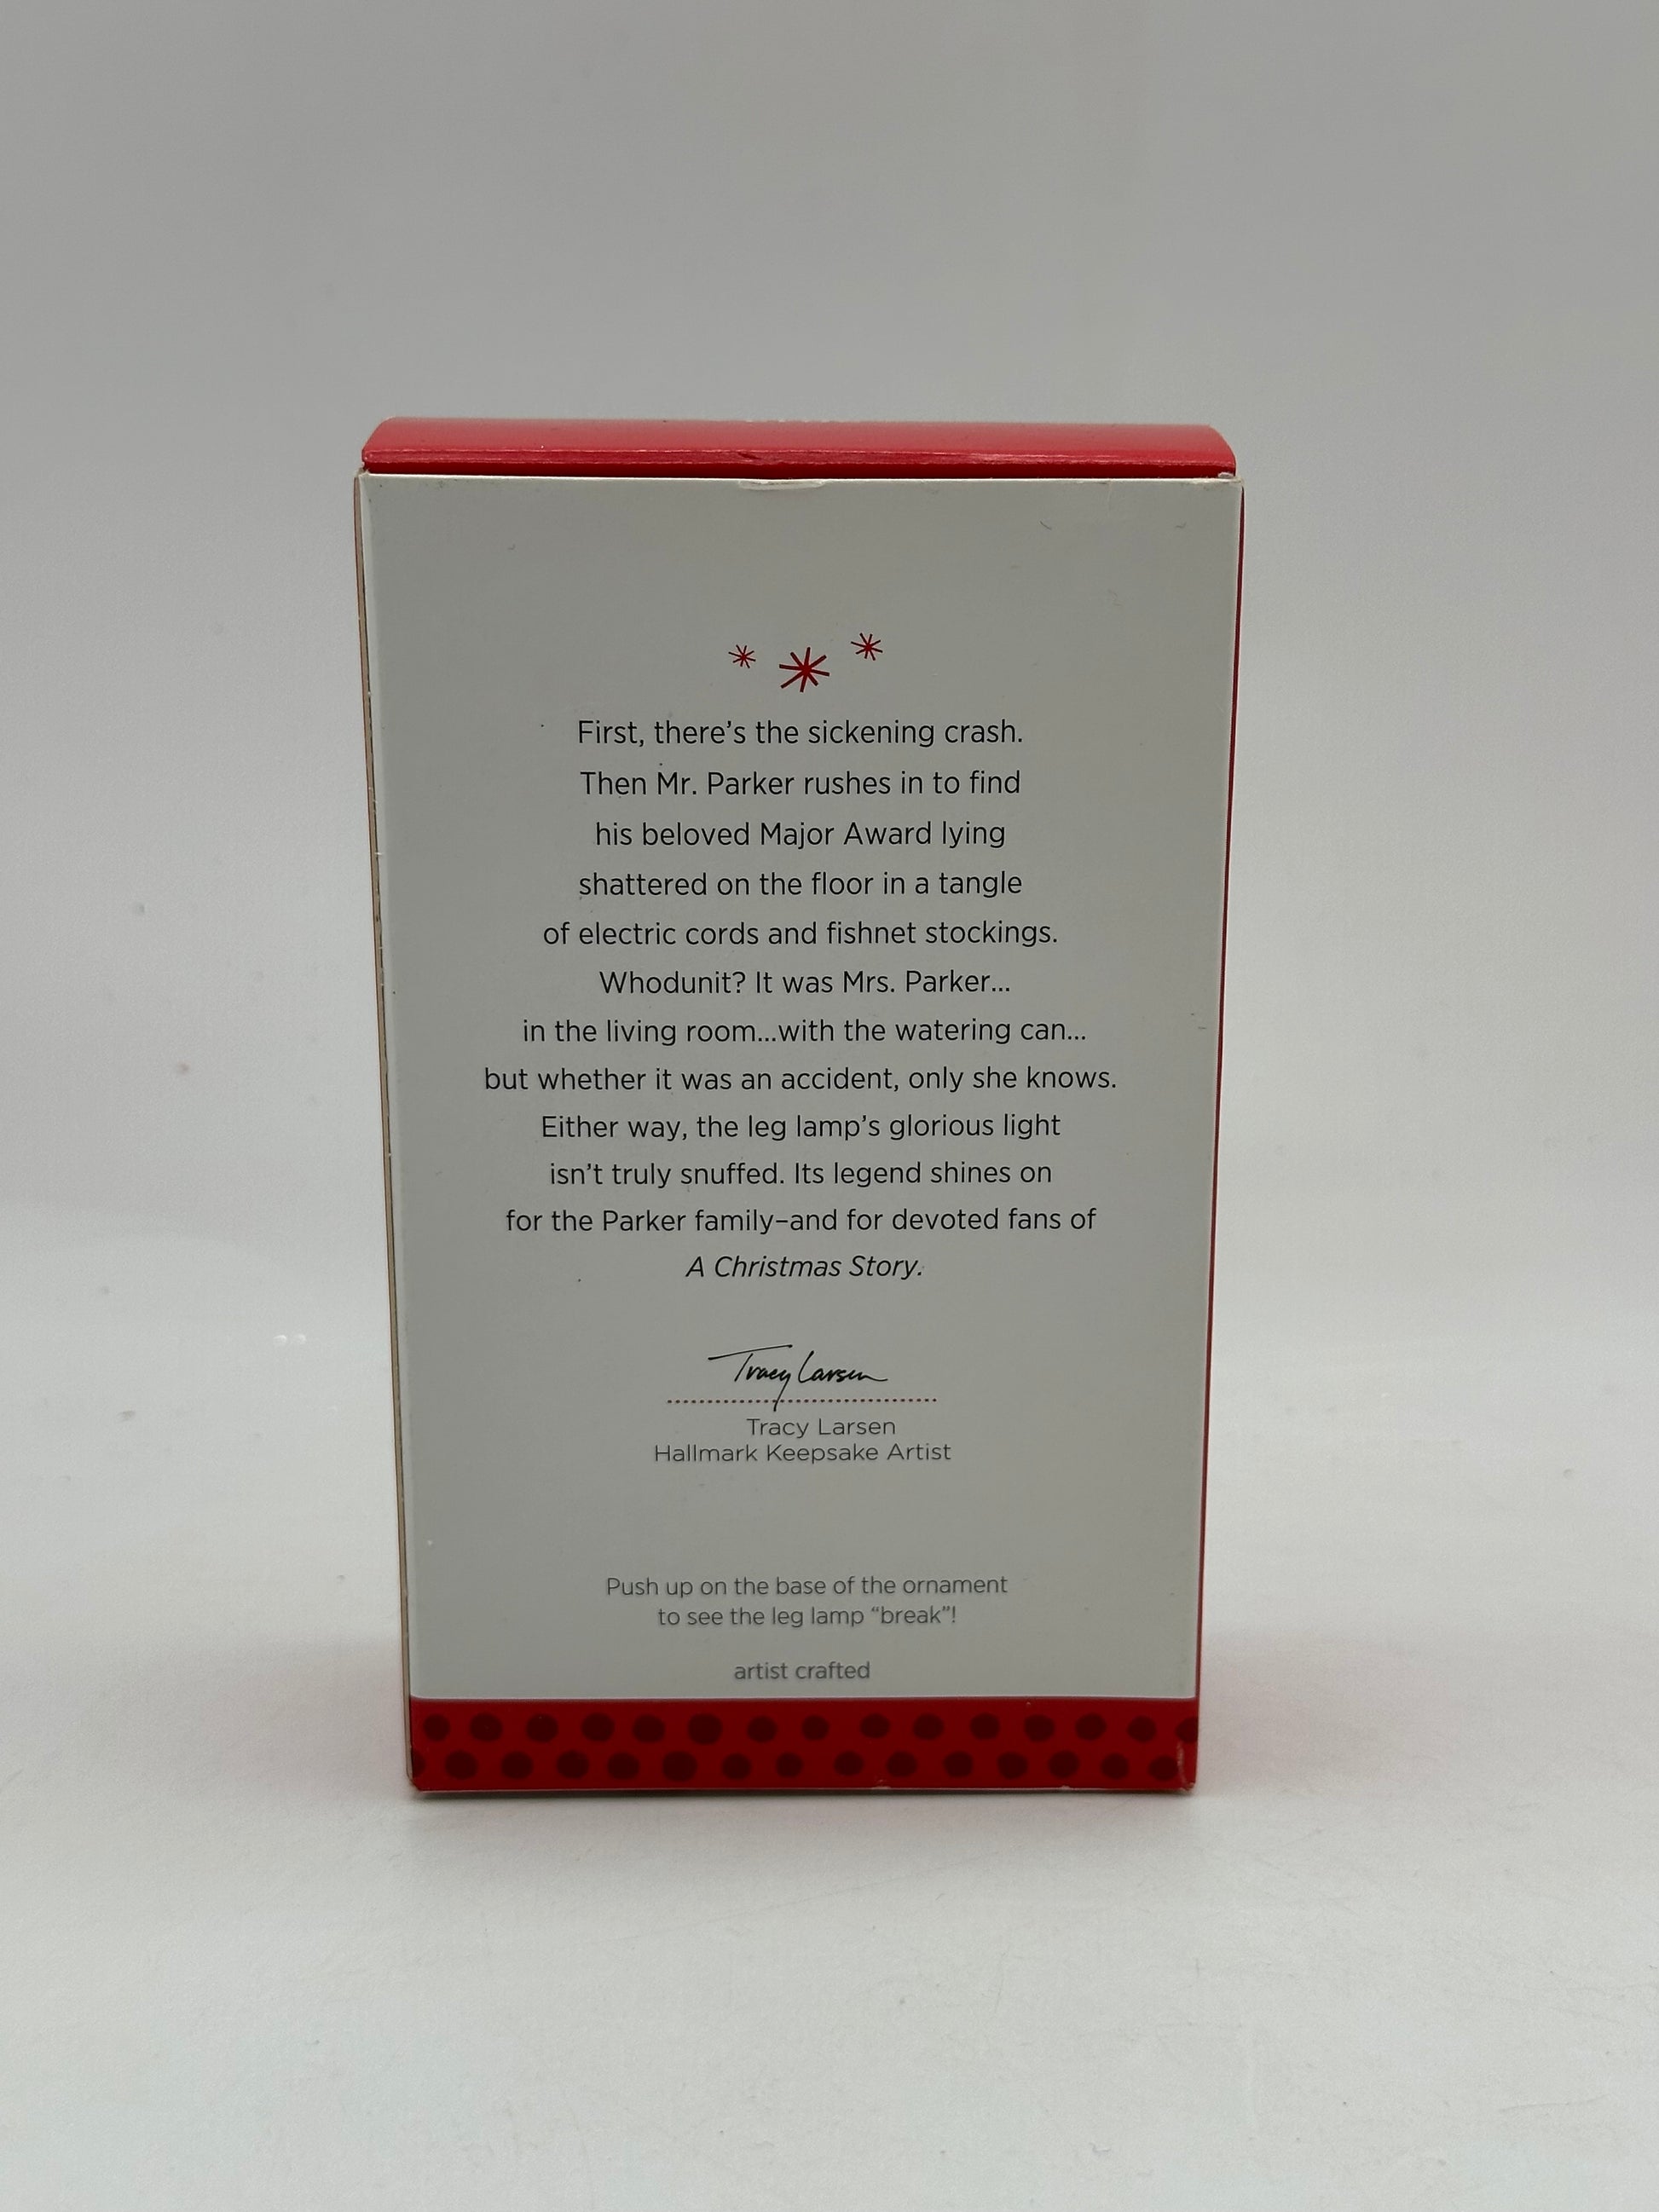 First, there’s the sickening crash.
Then Mr. Parker rushes in to find
his beloved Major Award lying
shattered on the floor in a tangle
of electric cords and fishnet stockings.
Whodunit? It was Mrs. Parker...
in the living room...with the watering can...
but whether it was an accident, only she knows.
Either way, the leg lamp’s glorious light
isn’t truly snuffed. Its legend shines on
for the Parker family–and for devoted fans of
A Christmas Story.
Tracy Larsen
Tracy Larsen
Hallmark Keepsake Artist
Push up on the base of the ornament
to see the leg lamp “break”!
artist crafted